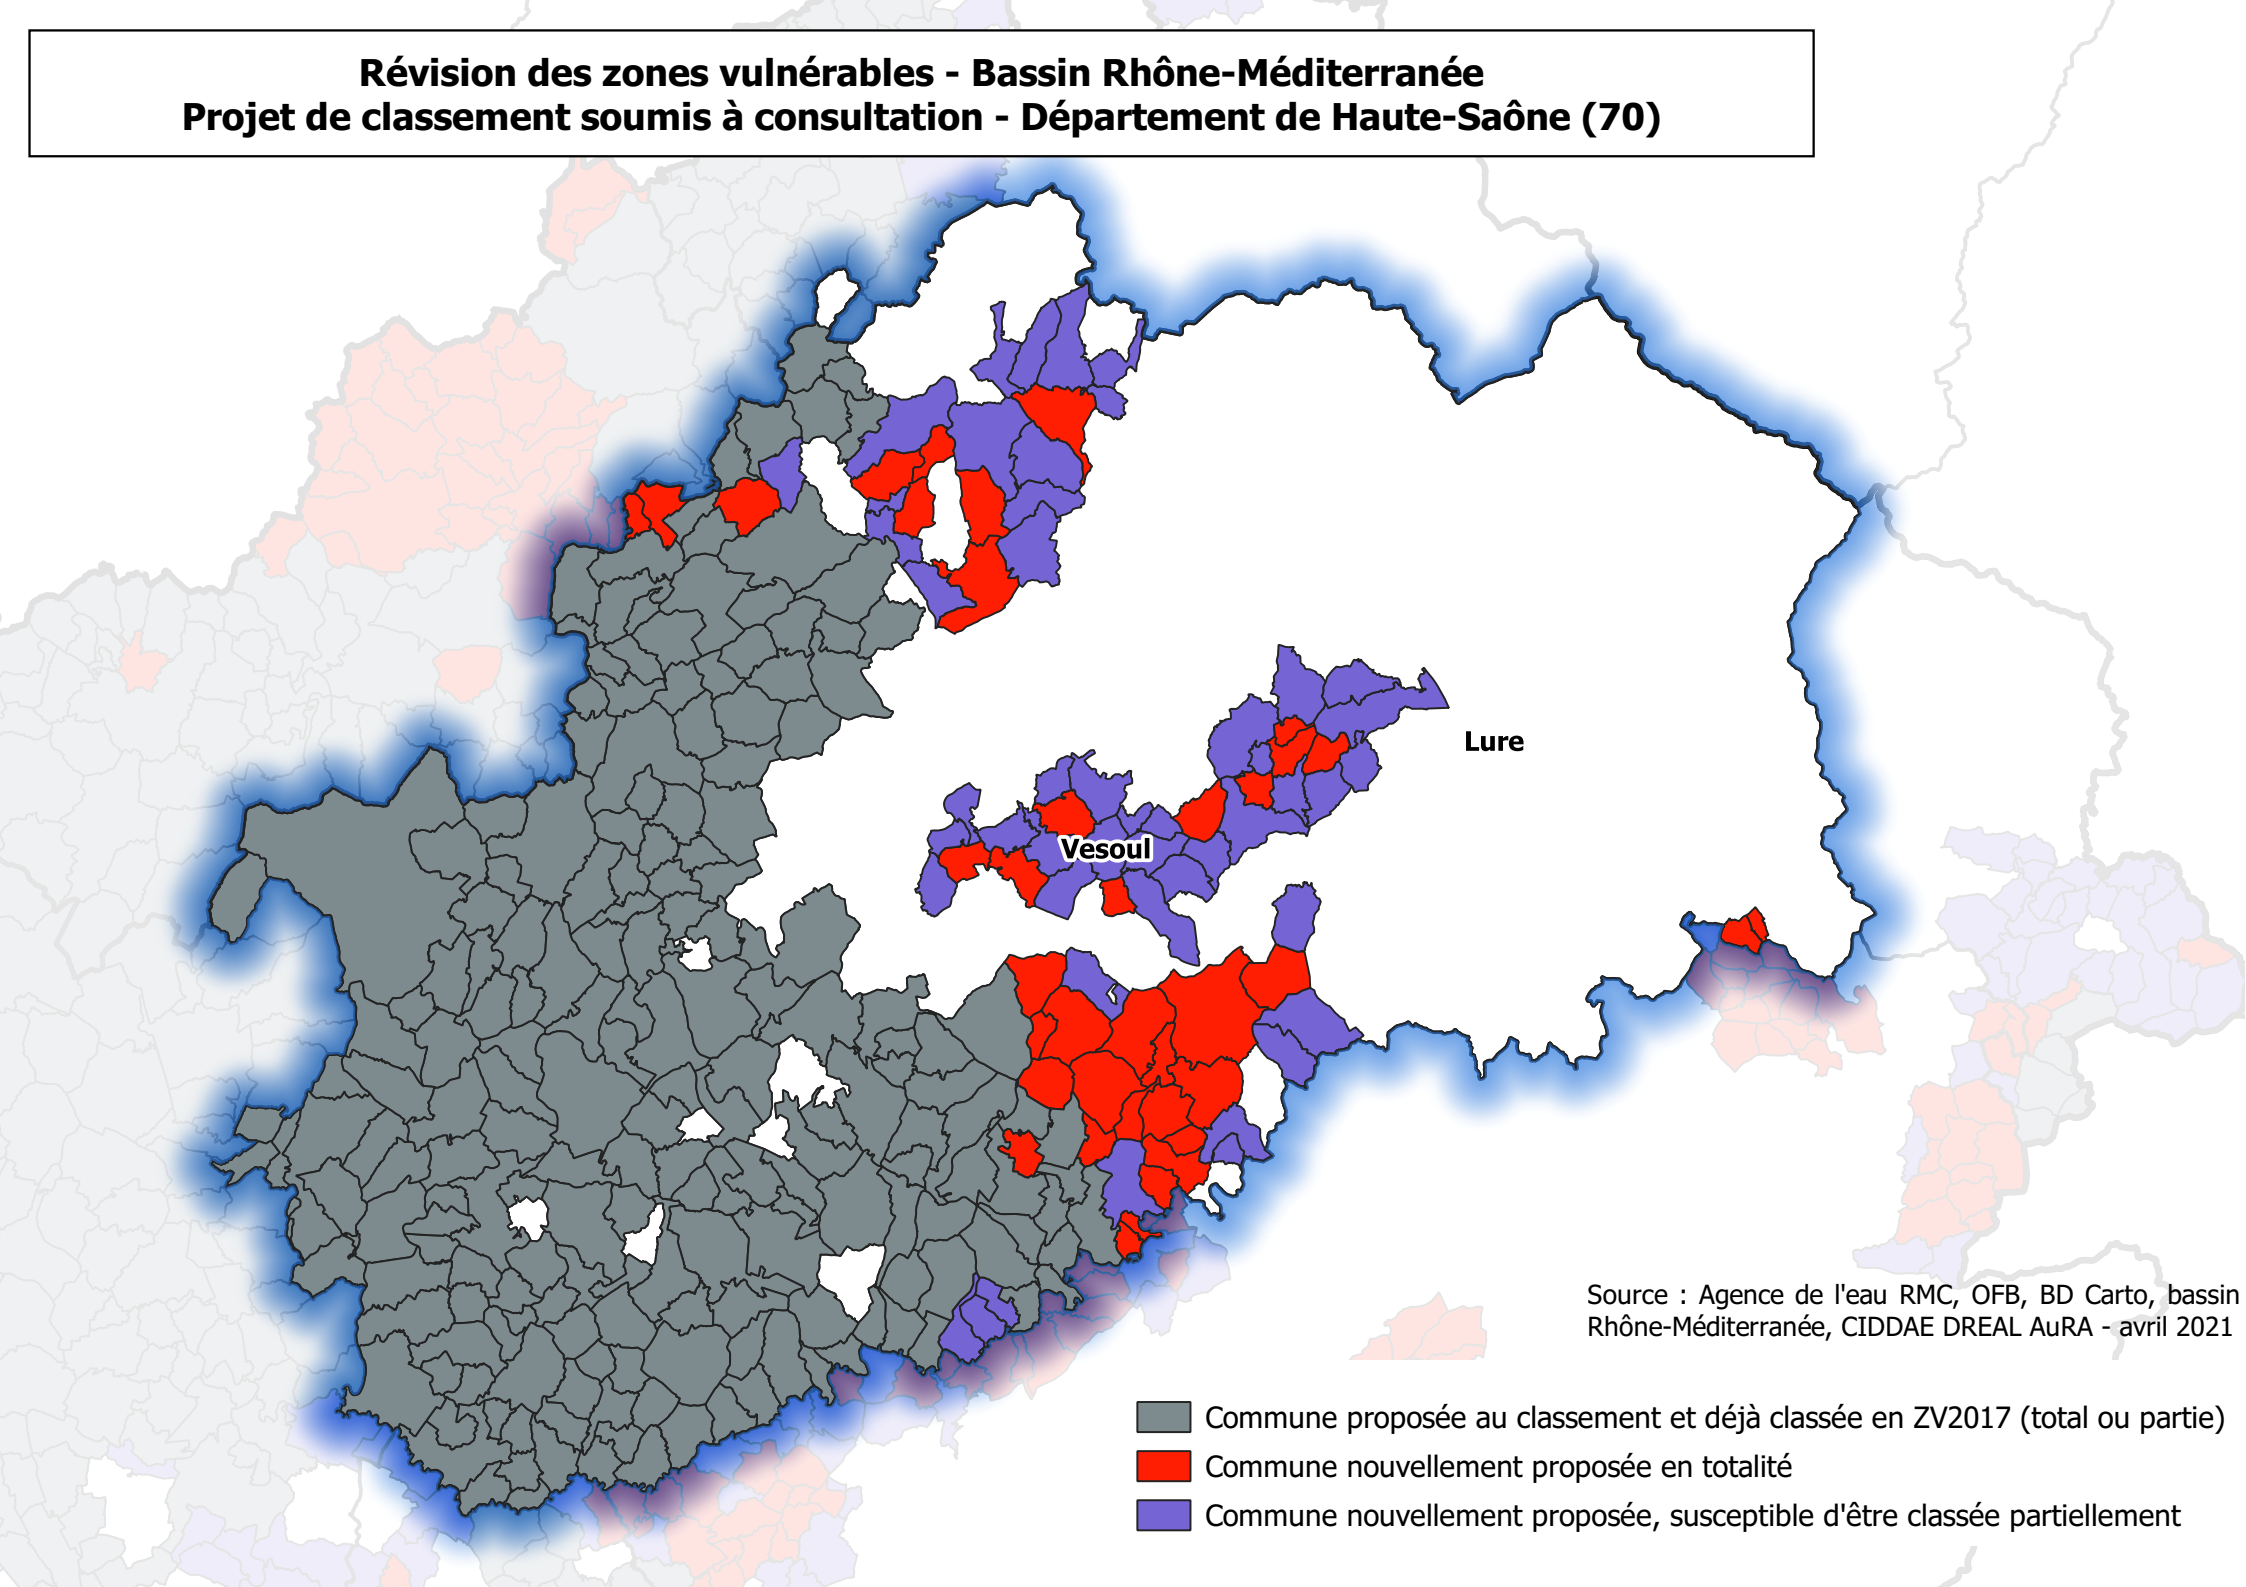 Révision des zones vulnérables - Bassin Rhône-Méditerranée
Projet de classement soumis à consultation - Département de Haute-Saône (70)
Lure
Vesoul
Source : Agence de l'eau RMC, OFB, BD Carto, bassin
Rhône-Méditerranée, CIDDAE DREAL AuRA - avril 2021
Commune proposée au classement et déjà classée en ZV2017 (total ou partie)
Commune nouvellement proposée en totalité
Commune nouvellement proposée, susceptible d'être classée partiellement